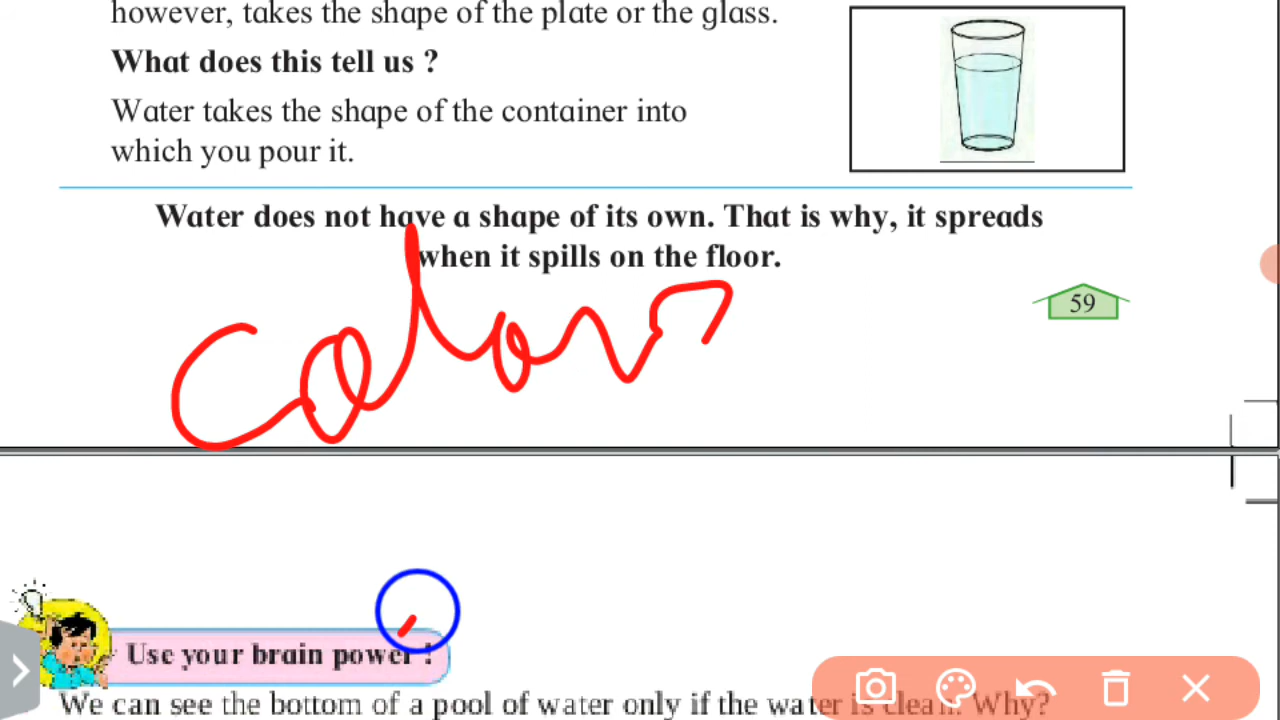 however, takes the shape of the plate or the glass.
What does this tell us ?
Water takes the shape of the container into
which you pour it.
Water does not have a shape of its own. That is why, it spreads
when it spills on the floor.
59
Use your brain power !
We can see the bottom of a pool of water only if the water is clean. Why?